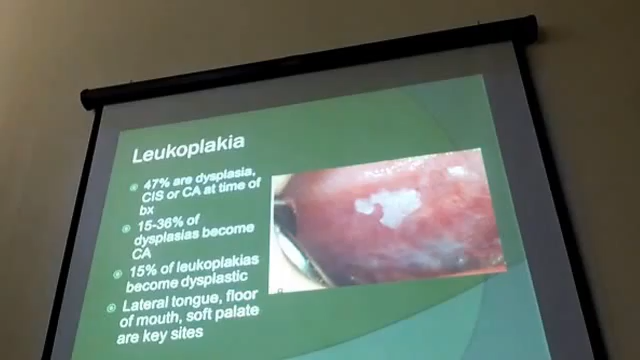 Leukoplakia
47% are dysplasia,
CIS or CA at time of
bx
15-36% of
dysplasias become
CA
15% of leukoplakias
become dysplastic
Lateral tongue, floor
of mouth, soft palate
are key sites